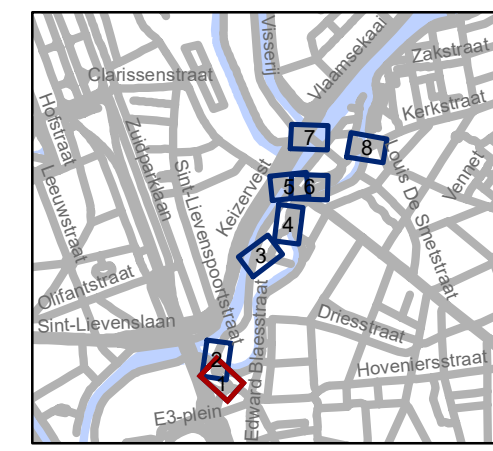 Visserij
Vlaamsekaai
Zakstraat
Clarissenstraat
Kerkstraat
Hofstraat
Zuidparklaan
7
8
Sint-Lievenspoortstraat
Keizervest
Louis De Smetstraat
Vennet
Leeuwstraat
5
6
4
3
Olifantstraat
Sint-Lievenslaan
Edward Blaesstraat
Driesstraat
2
1
Hoveniersstraat
E3-plein